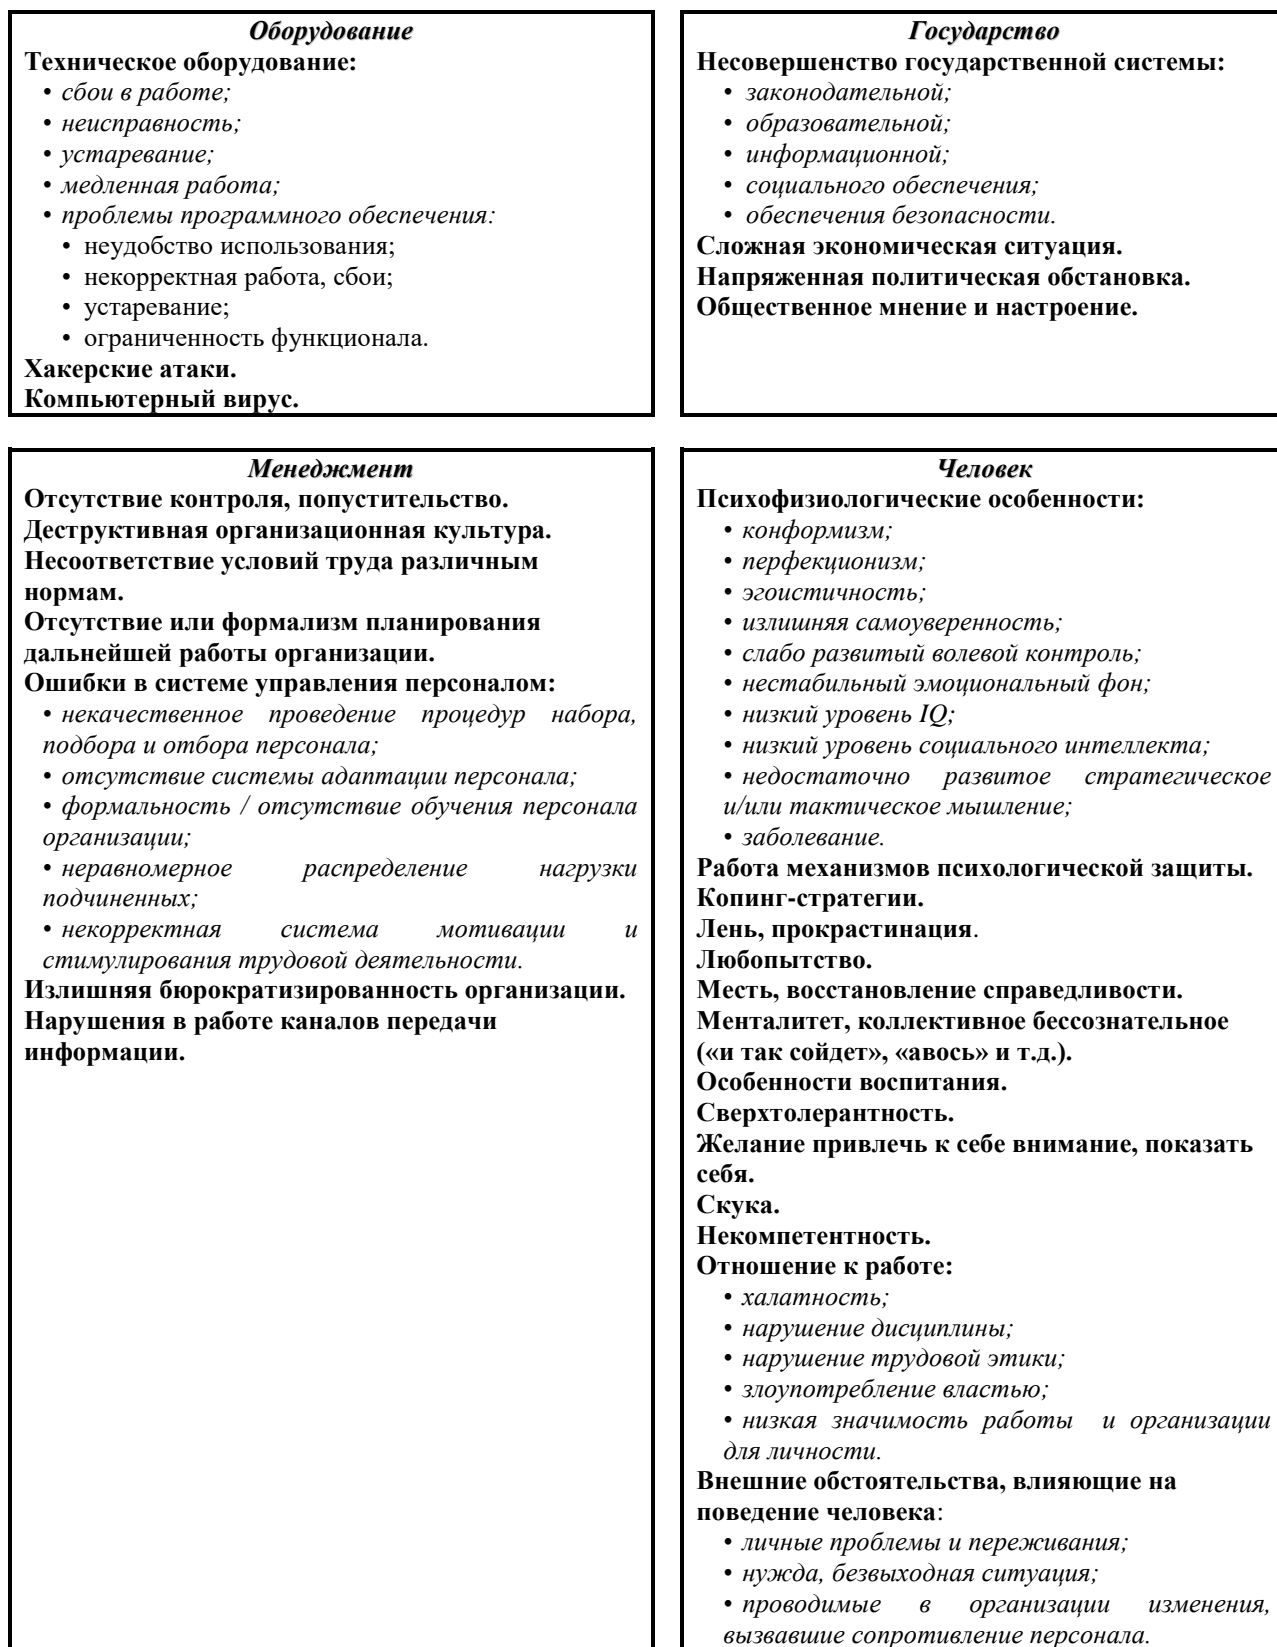 Оборудование
Техническое оборудование:
• сбои в работе;
• неисправность;
• устаревание;
• медленная работа;
• проблемы программного обеспечения:
• неудобство использования;
• некорректная работа, сбои;
• устаревание;
• ограниченность функционала.
Хакерские атаки.
Компьютерный вирус.
Государство
Несовершенство государственной системы:
• законодательной;
• образовательной;
• информационной;
• социального обеспечения;
• обеспечения безопасности.
Сложная экономическая ситуация.
Напряженная политическая обстановка.
Общественное мнение и настроение.
Менеджмент
Отсутствие контроля, попустительство.
Деструктивная организационная культура.
Несоответствие условий труда различным
нормам.
Отсутствие или формализм планирования
дальнейшей работы организации.
Ошибки в системе управления персоналом:
• некачественное проведение процедур набора,
подбора и отбора персонала;
• отсутствие системы адаптации персонала;
• формальность / отсутствие обучения персонала
организации;
• неравномерное распределение нагрузки
подчиненных;
• некорректная система мотивации и
стимулирования трудовой деятельности.
Излишняя бюрократизированность организации.
Нарушения в работе каналов передачи
информации.
Человек
Психофизиологические особенности:
• конформизм;
• перфекционизм;
• эгоистичность;
• излишняя самоуверенность;
• слабо развитый волевой контроль;
• нестабильный эмоциональный фон;
• низкий уровень IQ;
• низкий уровень социального интеллекта;
• недостаточно развитое стратегическое
и/или тактическое мышление;
• заболевание.
Работа механизмов психологической защиты.
Копинг-стратегии.
Лень, прокрастинация.
Любопытство.
Месть, восстановление справедливости.
Менталитет, коллективное бессознательное
(«и так сойдет», «авось» и т.д.).
Особенности воспитания.
Сверхтолерантность.
Желание привлечь к себе внимание, показать
себя.
Скука.
Некомпетентность.
Отношение к работе:
• халатность;
• нарушение дисциплины;
• нарушение трудовой этики;
• злоупотребление властью;
• низкая значимость работы и организации
для личности.
Внешние обстоятельства, влияющие на
поведение человека:
• личные проблемы и переживания;
• нужда, безвыходная ситуация;
• проводимые в организации изменения,
вызвавшие сопротивление персонала.